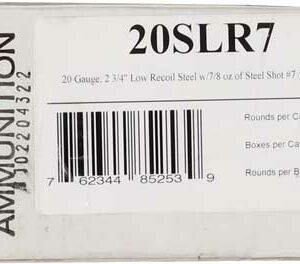 20SLR7
20 Gauge, 2 3/4" Low Recoil Steel w/7/8 oz of Steel Shot #7
Rounds per Ca
Boxes per Ca
Rounds per B
7 62344 85253 9
AMMUNITION
02204322